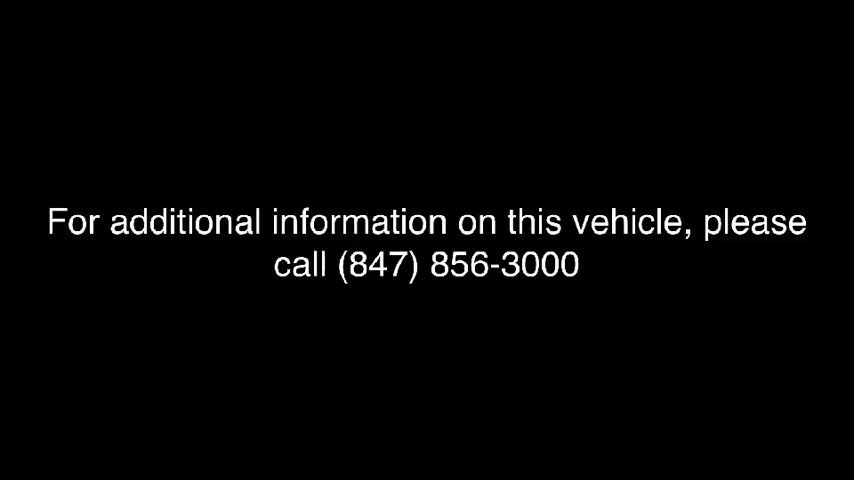 For additional information on this vehicle, please
call (847) 856-3000